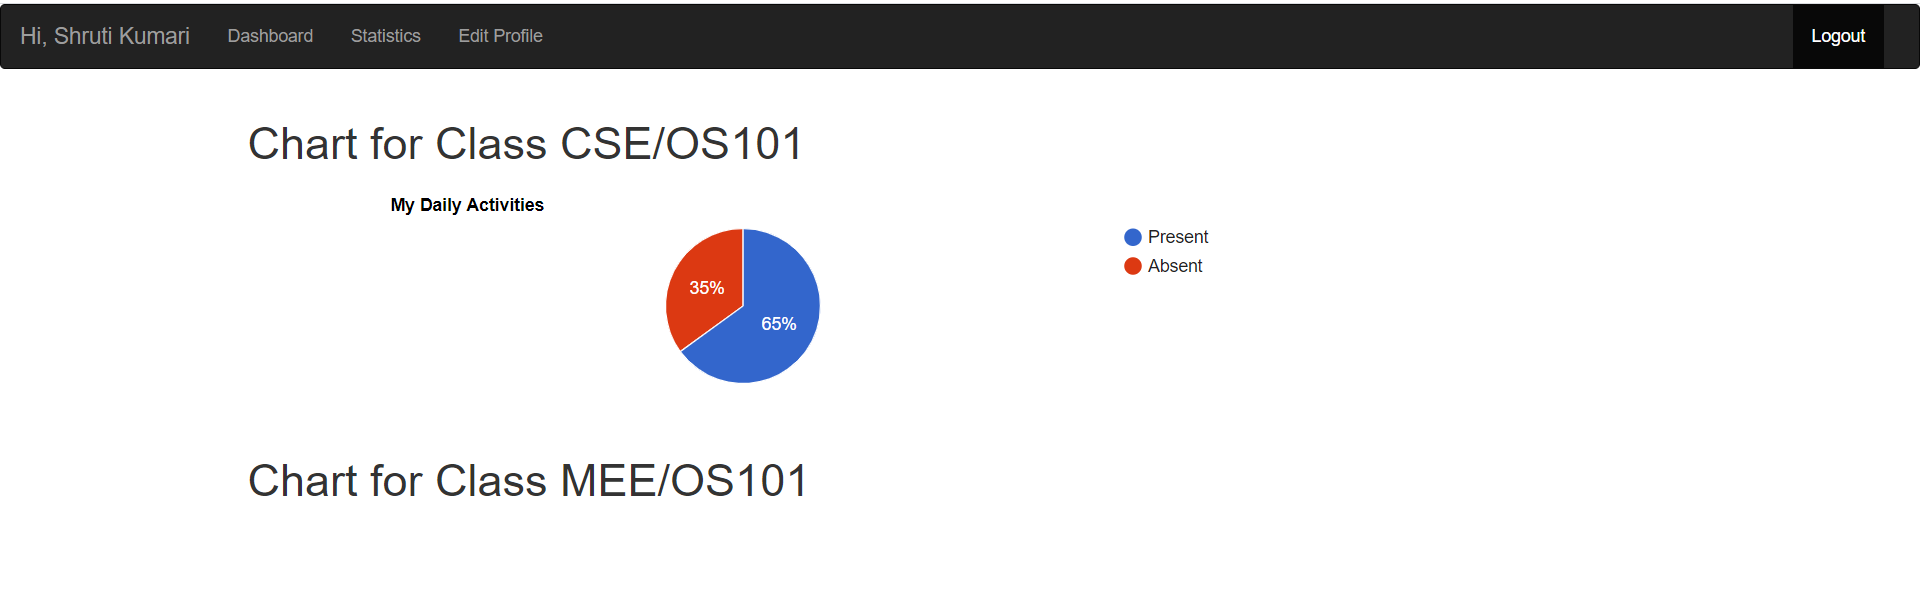 Hi, Shruti Kumari Dashboard Statistics Edit Profile Logout
Chart for Class CSE/OS101
My Daily Activities
Present
Absent
35%
65%
Chart for Class MEE/OS101